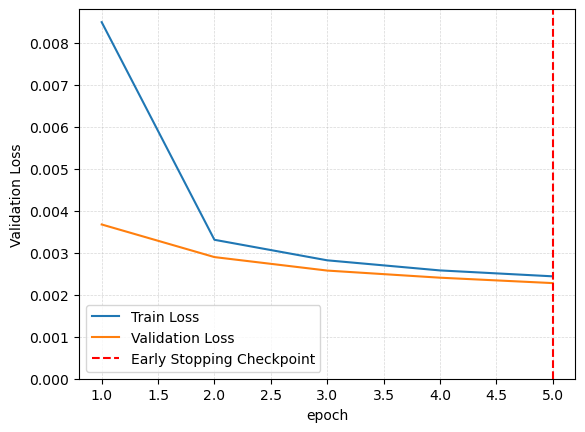 0.008
0.007
0.006
0.005
0.004
0.003
0.002
0.001
0.000
Validation Loss
Train Loss
Validation Loss
Early Stopping Checkpoint
1.0 1.5 2.0 2.5 3.0 3.5 4.0 4.5 5.0
epoch